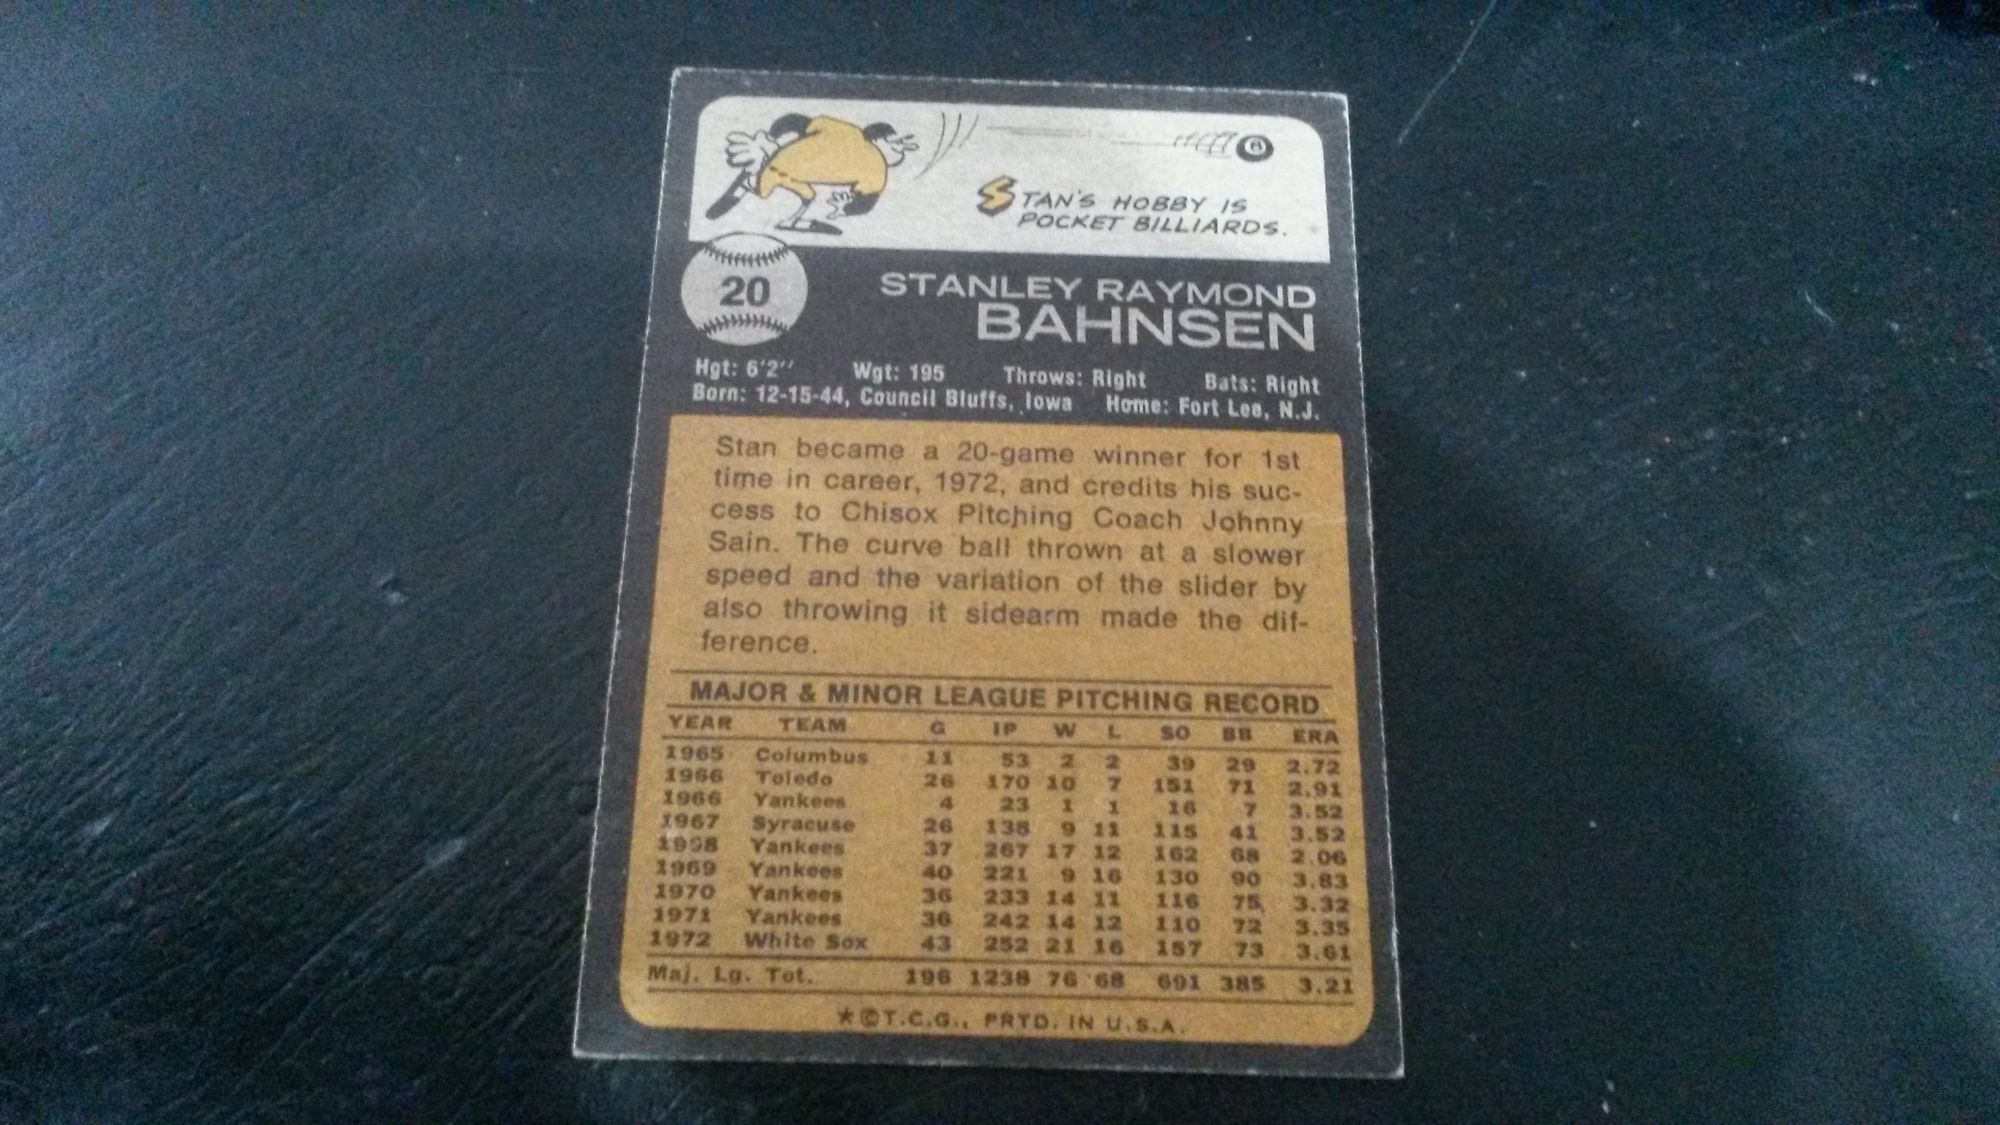 8
STAN'S HOBBY IS
POCKET BILLIARDS.
20
STANLEY RAYMOND
BAHNSEN
Hgt: 6'2'' Wgt: 195 Throws: Right Bats: Right
Born: 12-15-44, Council Bluffs, Iowa Home: Fort Lee, N.J.
Stan became a 20-game winner for 1st
time in career, 1972, and credits his suc-
cess to Chisox Pitching Coach Johnny
Sain. The curve ball thrown at a slower
speed and the variation of the slider by
also throwing it sidearm made the dif-
ference.
MAJOR & MINOR LEAGUE PITCHING RECORD
YEAR TEAM G IP W L SO BB ERA
1965 Columbus 11 53 2 2 39 29 2.72
1966 Toledo 26 170 10 7 151 71 2.91
1966 Yankees 4 23 1 1 16 7 3.52
1967 Syracuse 26 138 9 11 115 41 3.52
1968 Yankees 37 267 17 12 162 68 2.06
1969 Yankees 40 221 9 16 130 90 3.83
1970 Yankees 36 233 14 11 116 75 3.32
1971 Yankees 36 242 14 12 110 72 3.35
1972 White Sox 43 252 21 16 157 73 3.61
Maj. Lg. Tot. 196 1238 76 68 691 385 3.21
★©T.C.G., PRTD. IN U.S.A.